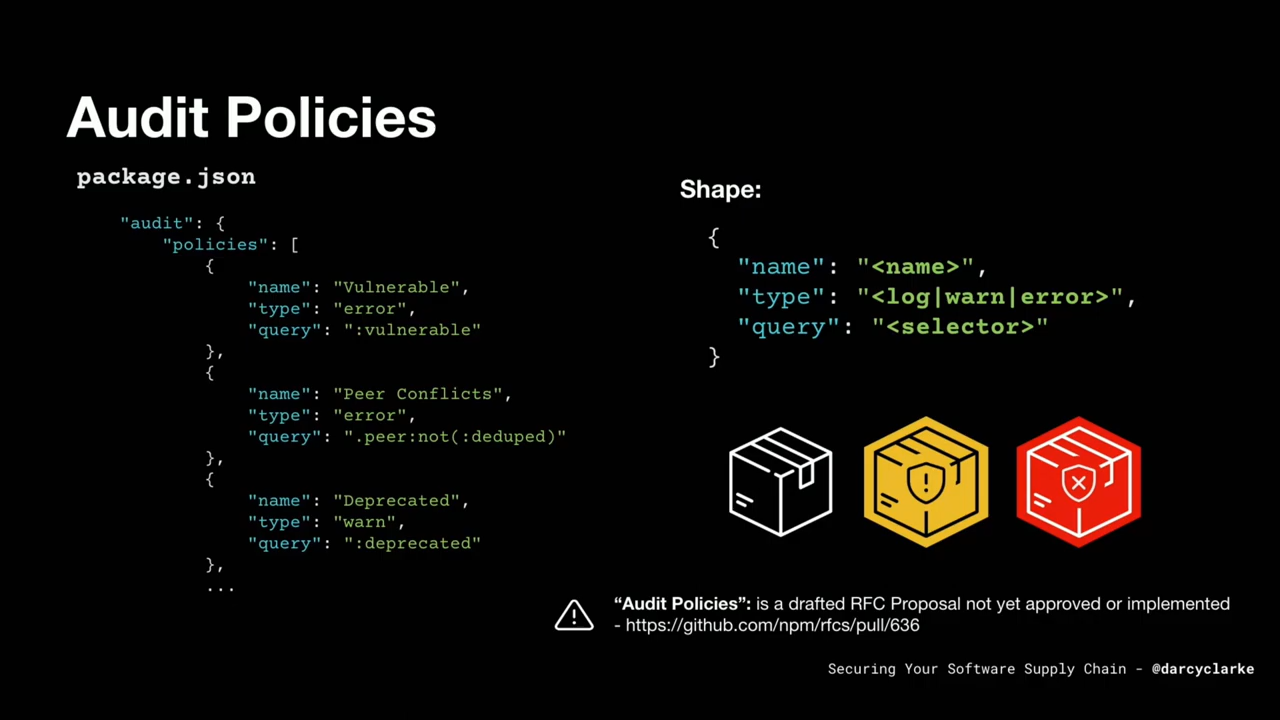 Audit Policies
package.json
"audit": {
"policies": [
{
"name": "Vulnerable",
"type": "error",
"query": ":vulnerable"
},
{
"name": "Peer Conflicts",
"type": "error",
"query": ".peer:not(:deduped)"
},
{
"name": "Deprecated",
"type": "warn",
"query": ":deprecated"
},
...
Shape:
{
"name": "<name>",
"type": "<log|warn|error>",
"query": "<selector>"
}
“Audit Policies”: is a drafted RFC Proposal not yet approved or implemented
- https://github.com/npm/rfcs/pull/636
Securing Your Software Supply Chain - @darcyclarke